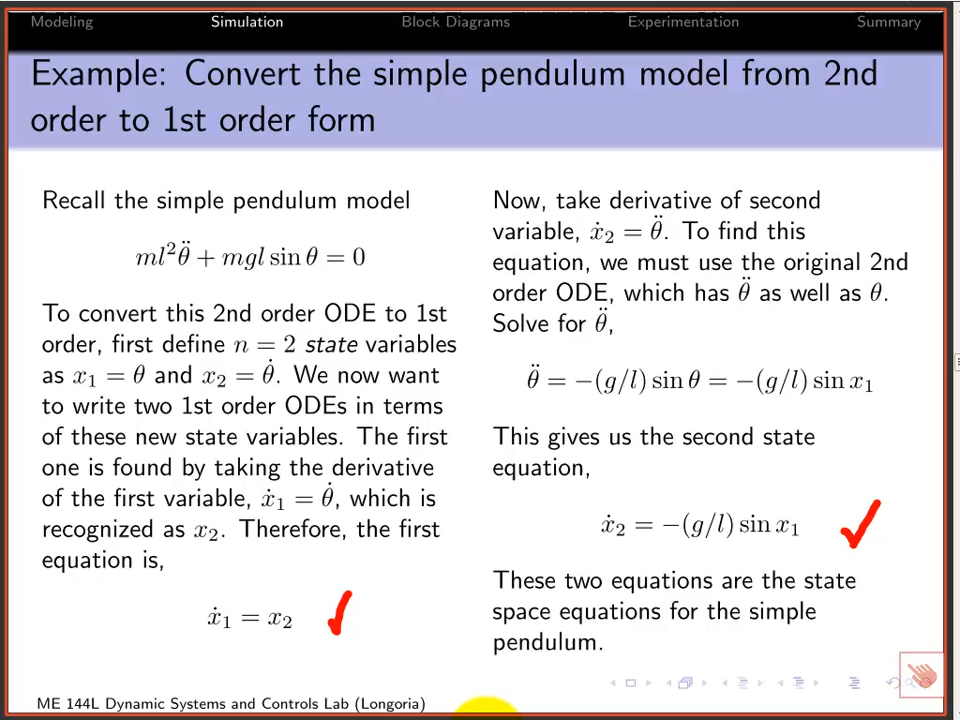 Modeling Simulation Block Diagrams Experimentation Summary
Example: Convert the simple pendulum model from 2nd
order to 1st order form
Recall the simple pendulum model
ml²θ̈ + mgl sin θ = 0
To convert this 2nd order ODE to 1st
order, first define n = 2 state variables
as x₁ = θ and x₂ = θ̇. We now want
to write two 1st order ODEs in terms
of these new state variables. The first
one is found by taking the derivative
of the first variable, ẋ₁ = θ̇, which is
recognized as x₂. Therefore, the first
equation is,
ẋ₁ = x₂
Now, take derivative of second
variable, ẋ₂ = θ̈. To find this
equation, we must use the original 2nd
order ODE, which has θ̈ as well as θ.
Solve for θ̈,
θ̈ = −(g/l) sin θ = −(g/l) sin x₁
This gives us the second state
equation,
ẋ₂ = −(g/l) sin x₁
These two equations are the state
space equations for the simple
pendulum.
ME 144L Dynamic Systems and Controls Lab (Longoria)